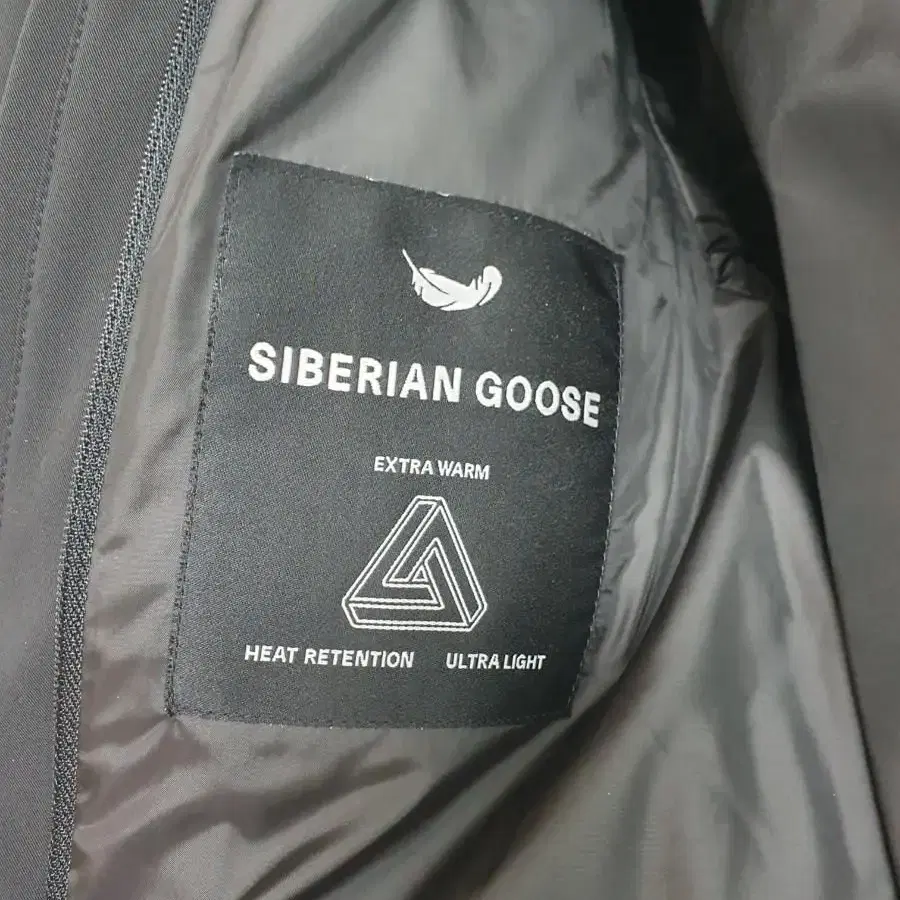 SIBERIAN GOOSE
EXTRA WARM
HEAT RETENTION ULTRA LIGHT